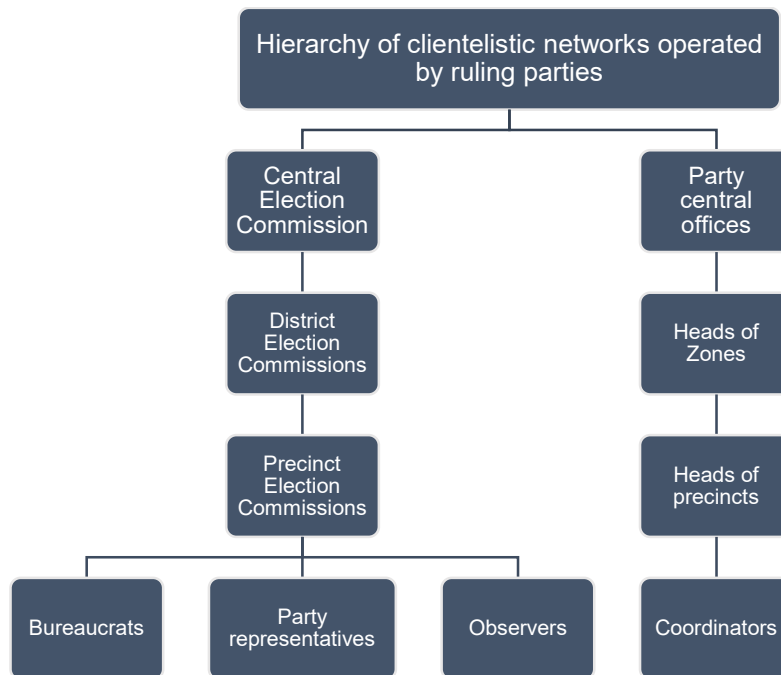 Hierarchy of clientelistic networks operated
by ruling parties
Central
Election
Commission
Party
central
offices
District
Election
Commissions
Heads of
Zones
Precinct
Election
Commissions
Heads of
precincts
Bureaucrats
Party
representatives
Observers
Coordinators